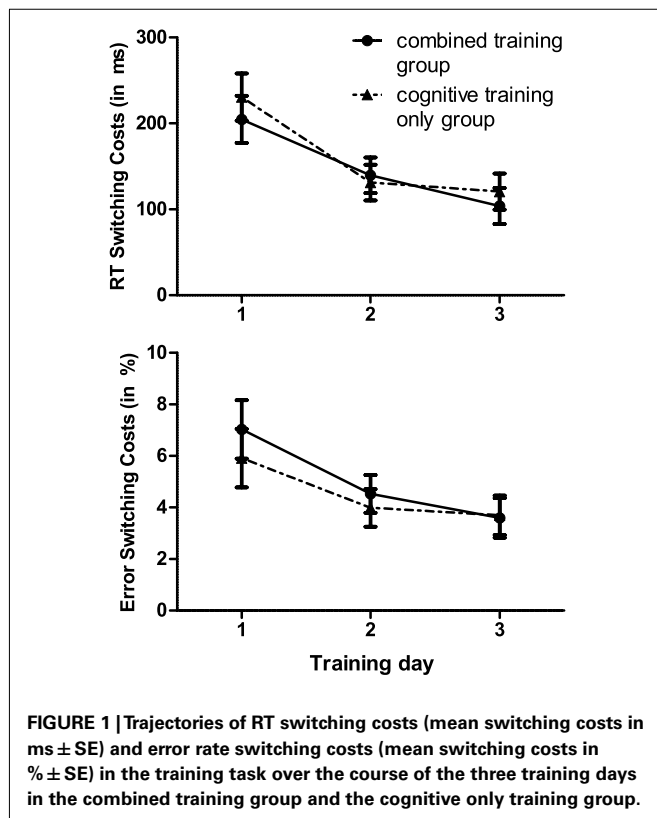 300
200
100
0
RT Switching Costs (in ms)
combined training
group
cognitive training
only group
1 2 3
10
8
6
4
2
0
Error Switching Costs (in %)
1 2 3
Training day
FIGURE 1 | Trajectories of RT switching costs (mean switching costs in
ms ± SE) and error rate switching costs (mean switching costs in
% ± SE) in the training task over the course of the three training days
in the combined training group and the cognitive only training group.